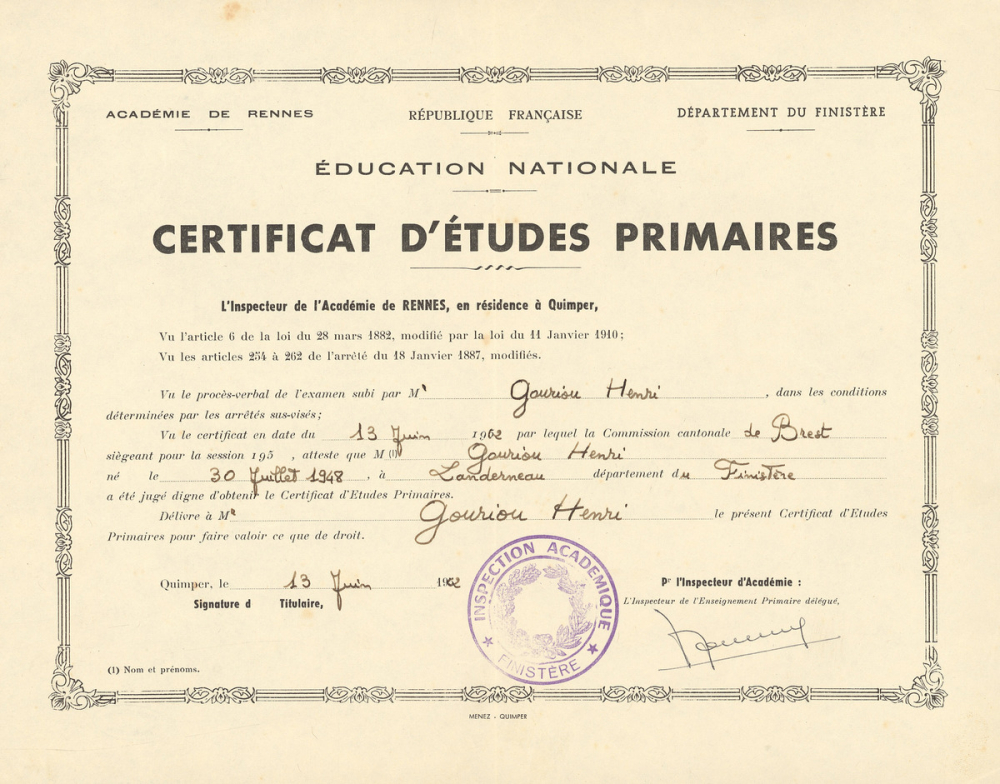 ACADÉMIE DE RENNES
RÉPUBLIQUE FRANÇAISE
DÉPARTEMENT DU FINISTÈRE
ÉDUCATION NATIONALE
CERTIFICAT D'ÉTUDES PRIMAIRES
L'Inspecteur de l'Académie de RENNES, en résidence à Quimper,
Vu l'article 6 de la loi du 28 mars 1882, modifié par la loi du 11 Janvier 1910;
Vu les articles 254 à 262 de l'arrêté du 18 Janvier 1887, modifiés.
Vu le procès-verbal de l'examen subi par Mr Gouriou Henri, dans les conditions
déterminées par les arrêtés sus-visés;
Vu le certificat en date du 13 Juin 1962 par lequel la Commission cantonale de Brest
siégeant pour la session 195 , atteste que M (1) Gouriou Henri
né le 30 Juillet 1948, à Landerneau département du Finistère
a été jugé digne d'obtenir le Certificat d'Etudes Primaires.
Délivre à Mr Gouriou Henri le présent Certificat d'Etudes
Primaires pour faire valoir ce que de droit.
Quimper, le 13 Juin 1962
Signature d Titulaire,
INSPECTION ACADEMIQUE
★ FINISTÈRE ★
Pr l'Inspecteur d'Académie :
L'Inspecteur de l'Enseignement Primaire délégué,
(1) Nom et prénoms.
MENEZ - QUIMPER